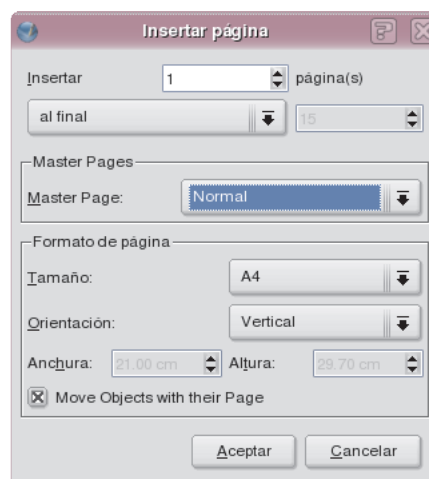 Insertar página
Insertar 1 página(s)
al final 15
Master Pages
Master Page: Normal
Formato de página
Tamaño: A4
Orientación: Vertical
Anchura: 21.00 cm Altura: 29.70 cm
Move Objects with their Page
Aceptar Cancelar